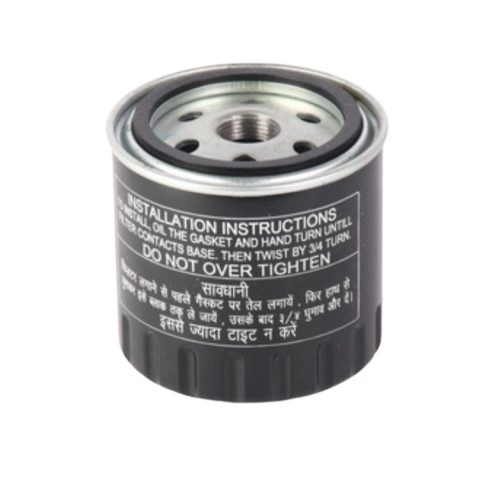 INSTALLATION INSTRUCTIONS
TO INSTALL, OIL THE GASKET AND HAND TURN UNTILL
FILTER CONTACTS BASE. THEN TWIST BY 3/4 TURN.
DO NOT OVER TIGHTEN
सावधानी
फिल्टर लगाने से पहले गैस्कट पर तेल लगायें , फिर हाथ से
घुमाकर इसे ब्लाक तक ले जायें , उसके बाद ३/४ घुमाव और दें।
इससे ज्यादा टाइट न करें